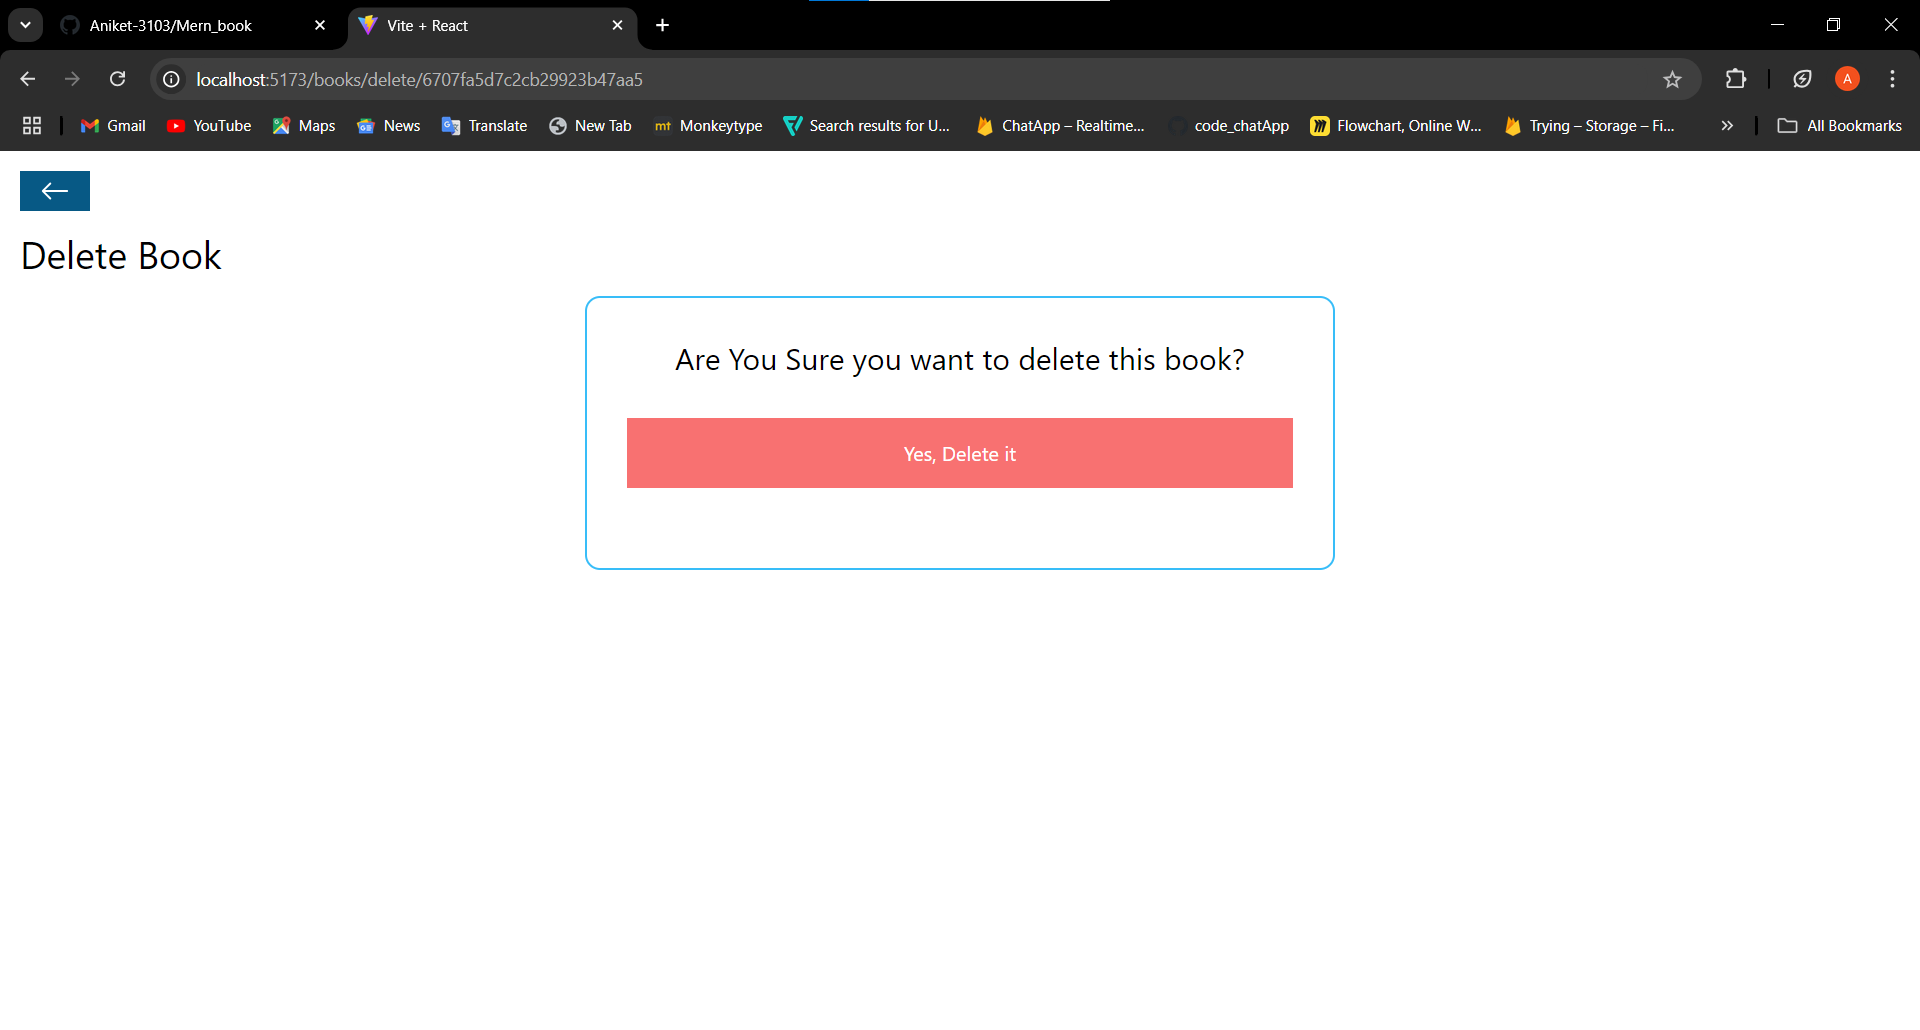 Aniket-3103/Mern_book
Vite + React
localhost:5173/books/delete/6707fa5d7c2cb29923b47aa5
A
Gmail
YouTube
Maps
News
Translate
New Tab
mt Monkeytype
Search results for U...
ChatApp – Realtime...
code_chatApp
Flowchart, Online W...
Trying – Storage – Fi...
All Bookmarks
Delete Book
Are You Sure you want to delete this book?
Yes, Delete it